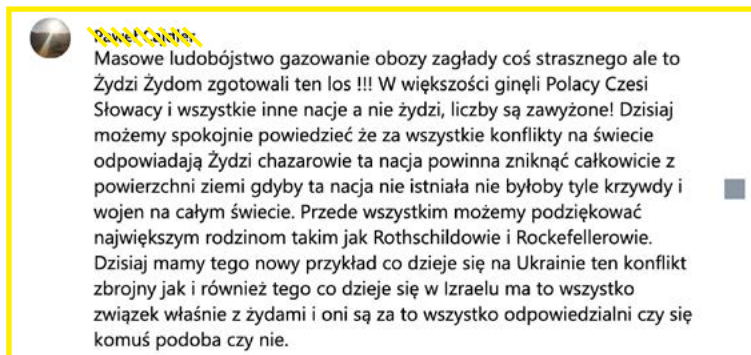 Masowe ludobójstwo gazowanie obozy zagłady coś strasznego ale to
Żydzi Żydom zgotowali ten los !!! W większości ginęli Polacy Czesi
Słowacy i wszystkie inne nacje a nie żydzi, liczby są zawyżone! Dzisiaj
możemy spokojnie powiedzieć że za wszystkie konflikty na świecie
odpowiadają Żydzi chazarowie ta nacja powinna zniknąć całkowicie z
powierzchni ziemi gdyby ta nacja nie istniała nie byłoby tyle krzywdy i
wojen na całym świecie. Przede wszystkim możemy podziękować
największym rodzinom takim jak Rothschildowie i Rockefellerowie.
Dzisiaj mamy tego nowy przykład co dzieje się na Ukrainie ten konflikt
zbrojny jak i również tego co dzieje się w Izraelu ma to wszystko
związek właśnie z żydami i oni są za to wszystko odpowiedzialni czy się
komuś podoba czy nie.